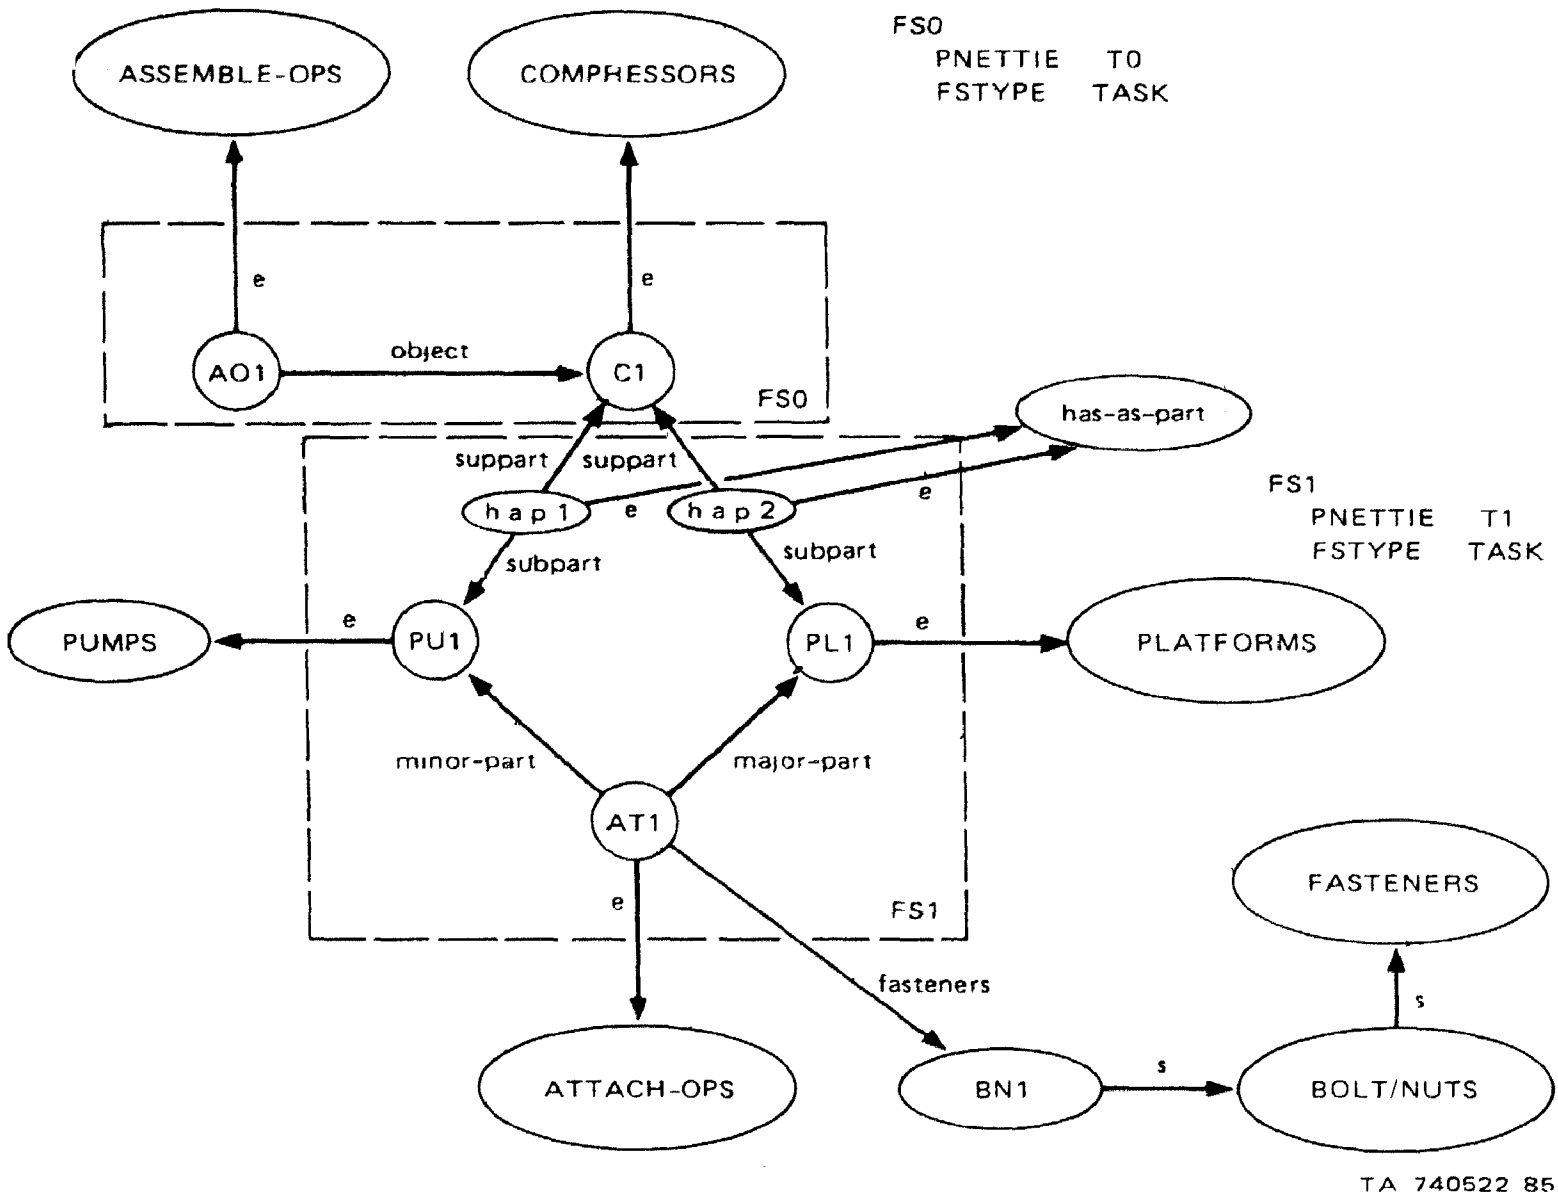 FS0
PNETTIE T0
FSTYPE TASK
ASSEMBLE-OPS
COMPRESSORS
e
e
AO1
object
C1
FS0
has-as-part
suppart
suppart
hap1
e
hap2
e
FS1
PNETTIE T1
FSTYPE TASK
subpart
subpart
PUMPS
e
PU1
PL1
e
PLATFORMS
minor-part
major-part
AT1
FASTENERS
e
FS1
fasteners
s
ATTACH-OPS
BN1
s
BOLT/NUTS
TA 740522 85